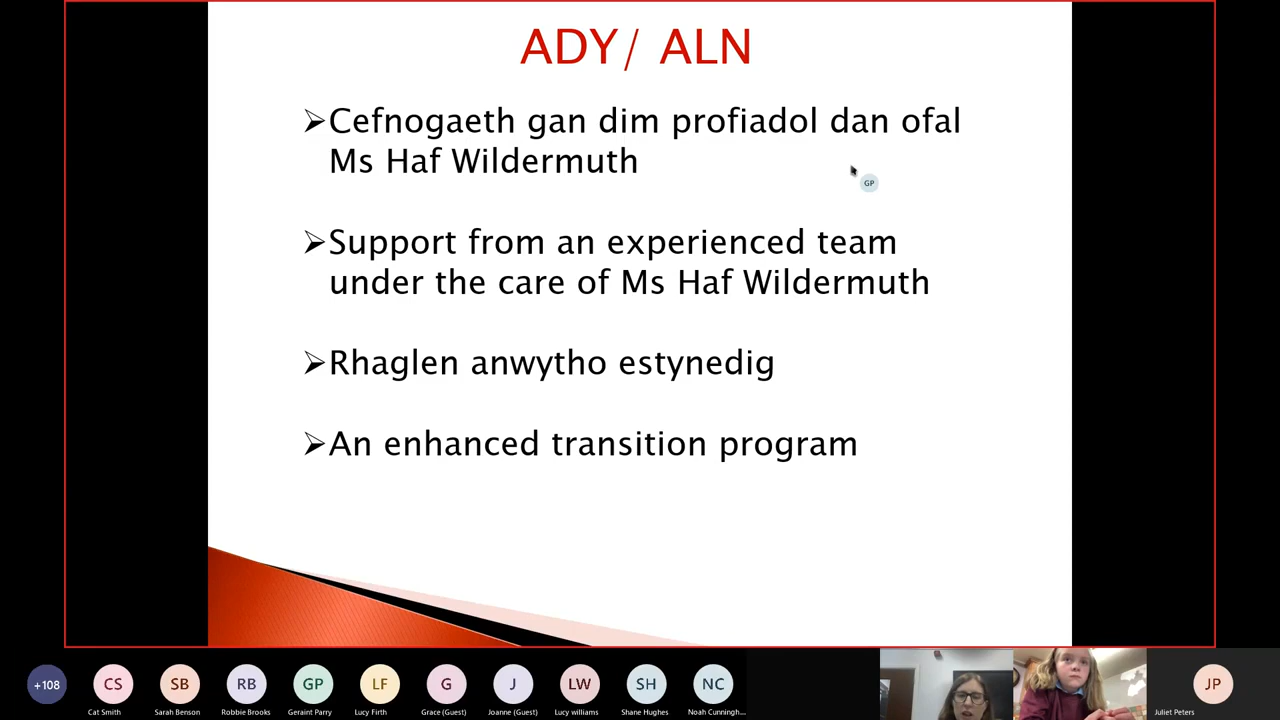 ADY/ ALN
➢Cefnogaeth gan dim profiadol dan ofal
Ms Haf Wildermuth
GP
➢Support from an experienced team
under the care of Ms Haf Wildermuth
➢Rhaglen anwytho estynedig
➢An enhanced transition program
+108
CS
SB
RB
GP
LF
G
J
LW
SH
NC
JP
Cat Smith
Sarah Benson
Robbie Brooks
Geraint Parry
Lucy Firth
Grace (Guest)
Joanne (Guest)
Lucy williams
Shane Hughes
Noah Cunningh...
Juliet Peters